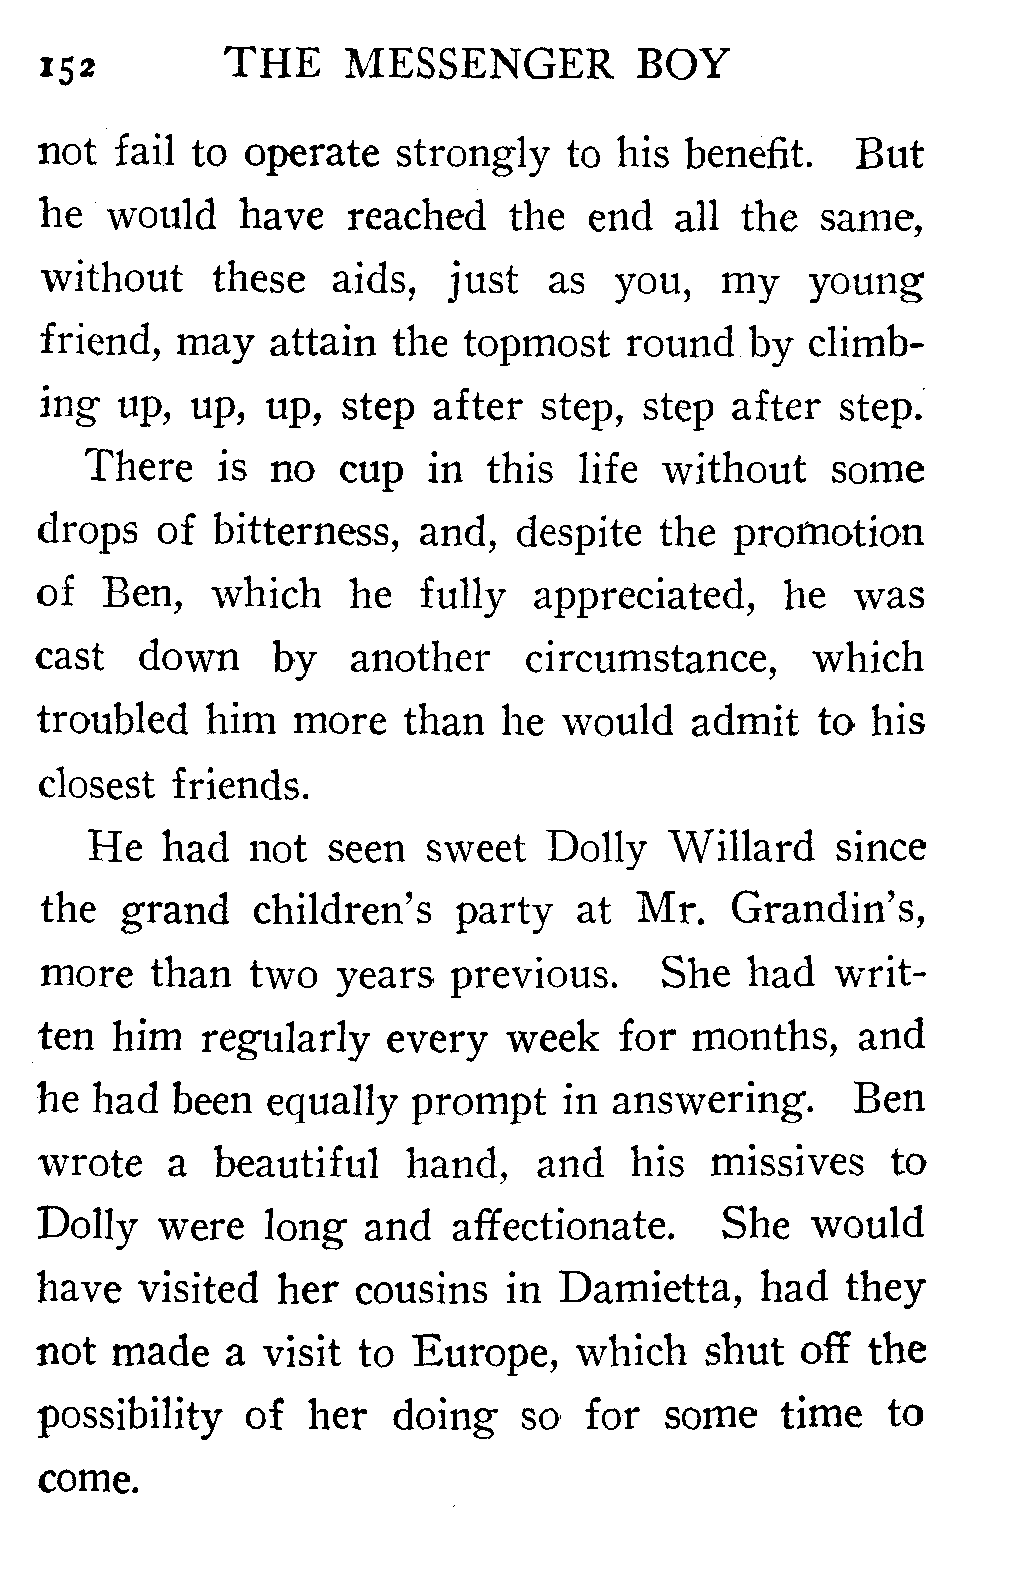 152 THE MESSENGER BOY
not fail to operate strongly to his benefit. But
he would have reached the end all the same,
without these aids, just as you, my young
friend, may attain the topmost round by climb-
ing up, up, up, step after step, step after step.
There is no cup in this life without some
drops of bitterness, and, despite the promotion
of Ben, which he fully appreciated, he was
cast down by another circumstance, which
troubled him more than he would admit to his
closest friends.
He had not seen sweet Dolly Willard since
the grand children's party at Mr. Grandin's,
more than two years previous. She had writ-
ten him regularly every week for months, and
he had been equally prompt in answering. Ben
wrote a beautiful hand, and his missives to
Dolly were long and affectionate. She would
have visited her cousins in Damietta, had they
not made a visit to Europe, which shut off the
possibility of her doing so for some time to
come.